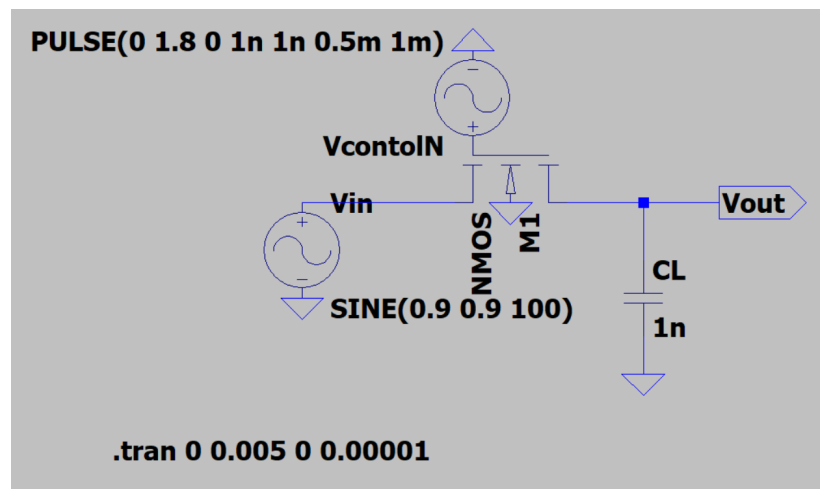 PULSE(0 1.8 0 1n 1n 0.5m 1m)
VcontolN
Vin
Vout
NMOS
M1
CL
SINE(0.9 0.9 100)
1n
.tran 0 0.005 0 0.00001